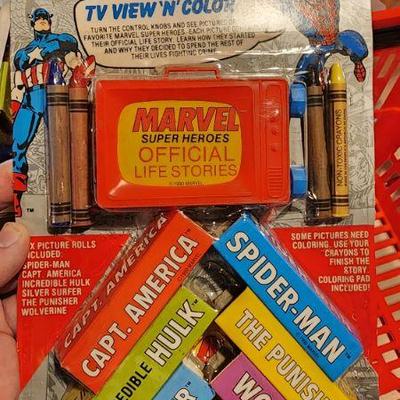 TV VIEW 'N' COLOR
TURN THE CONTROL KNOBS AND SEE PICTURES OF
FAVORITE MARVEL SUPER HEROES. EACH PICTURE
THEIR OFFICIAL LIFE STORY. LEARN HOW THEY STARTED
AND WHY THEY DECIDED TO SPEND THE REST OF
THEIR LIVES FIGHTING CRIME.
MARVEL
SUPER HEROES
OFFICIAL
LIFE STORIES
NON-TOXIC CRAYONS
X PICTURE ROLLS
INCLUDED:
SPIDER-MAN
CAPT. AMERICA
INCREDIBLE HULK
SILVER SURFER
THE PUNISHER
WOLVERINE
SOME PICTURES NEED
COLORING. USE YOUR
CRAYONS TO
FINISH THE
STORY.
COLORING PAD
INCLUDED!
CAPT. AMERICA
CAPT. AMERICA
SPIDER-MAN
EDIBLE HULK
THE PUNISH